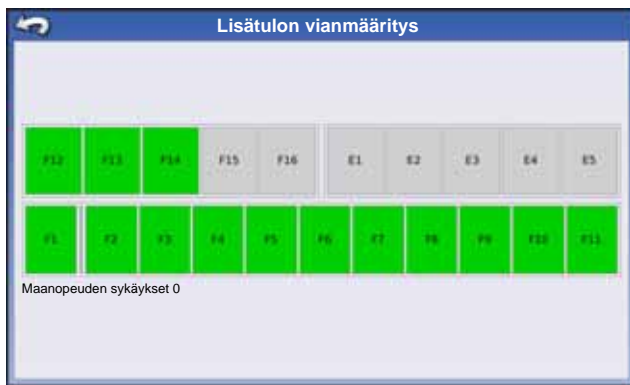 Lisätulon vianmääritys
F12 F13 F14 F15 F16 E1 E2 E3 E4 E5
F1 F2 F3 F4 F5 F6 F7 F8 F9 F10 F11
Maanopeuden sykäykset 0